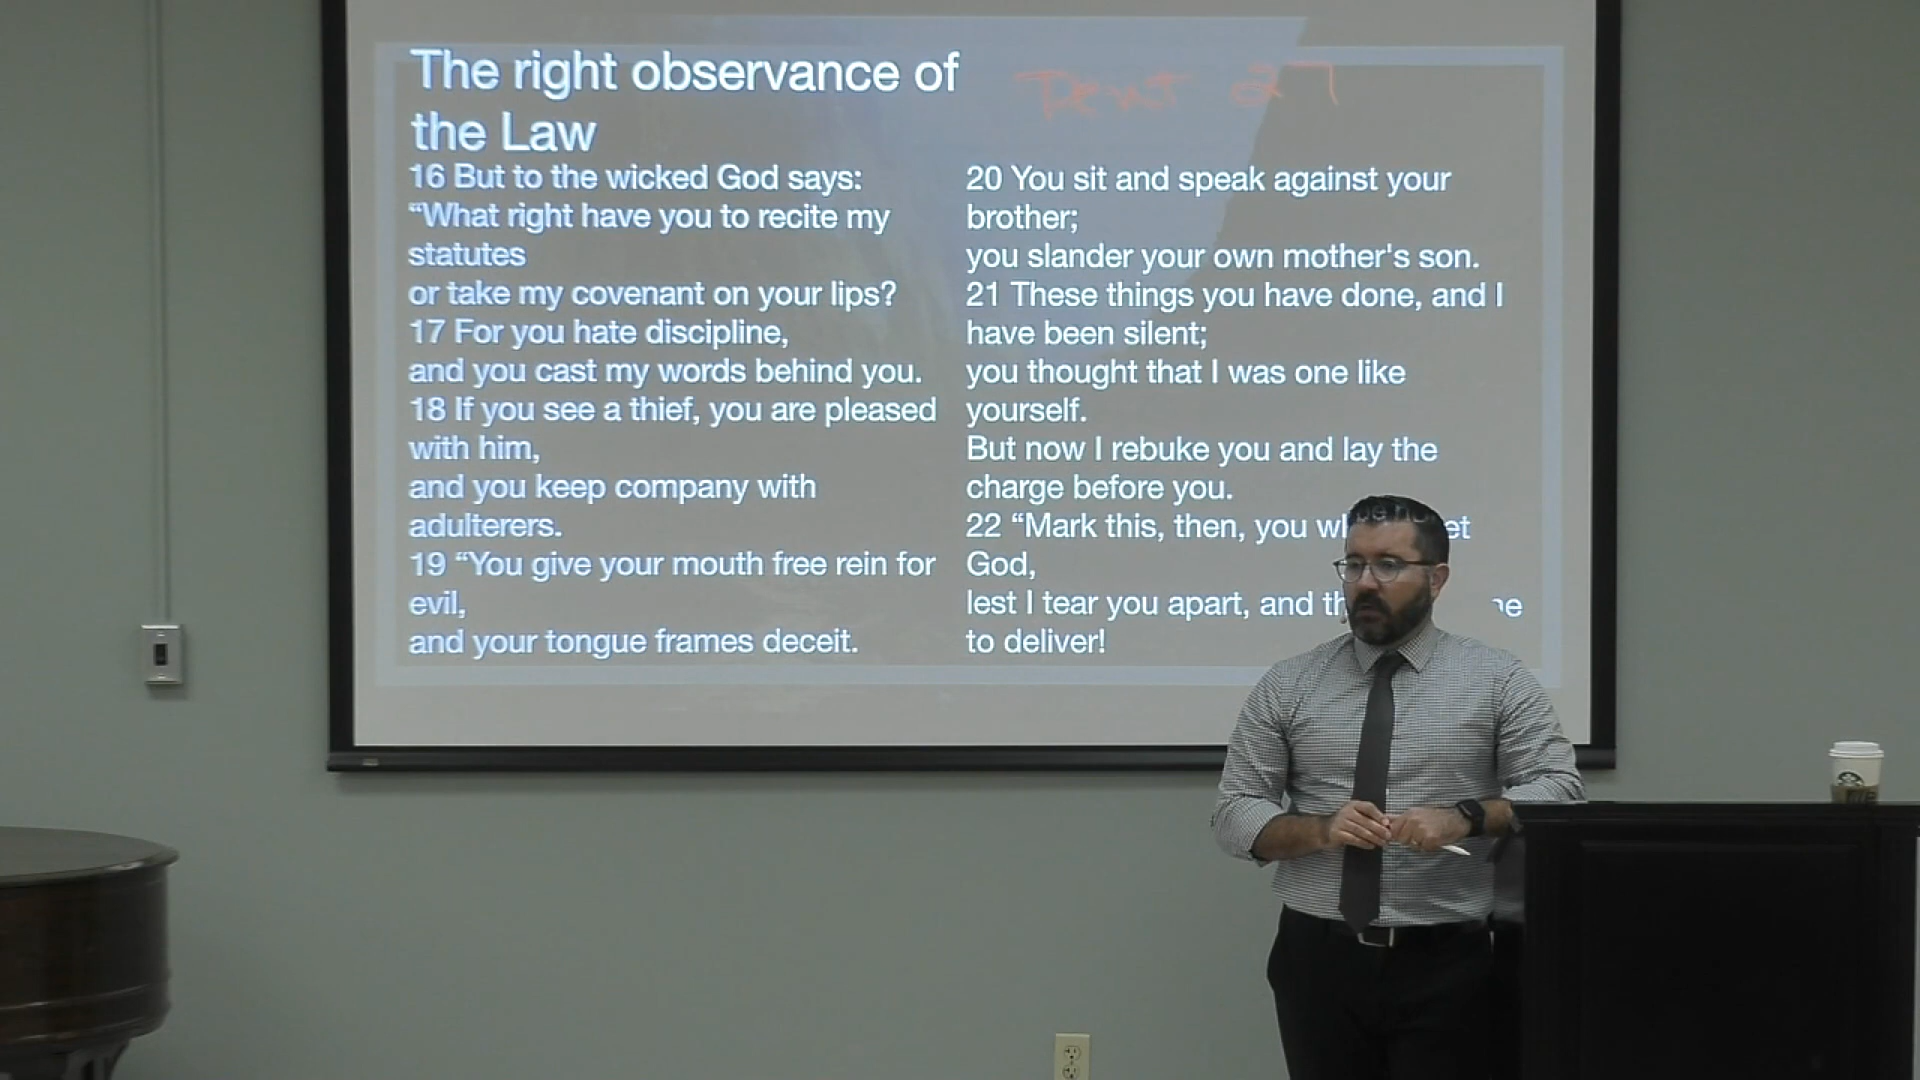 The right observance of
the Law
Deut 27
16 But to the wicked God says:
“What right have you to recite my
statutes
or take my covenant on your lips?
17 For you hate discipline,
and you cast my words behind you.
18 If you see a thief, you are pleased
with him,
and you keep company with
adulterers.
19 “You give your mouth free rein for
evil,
and your tongue frames deceit.
20 You sit and speak against your
brother;
you slander your own mother's son.
21 These things you have done, and I
have been silent;
you thought that I was one like
yourself.
But now I rebuke you and lay the
charge before you.
22 “Mark this, then, you
God,
lest I tear you apart, and
to deliver!